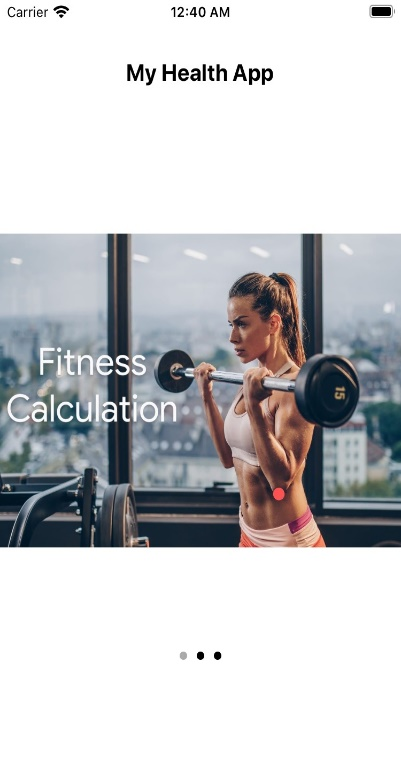 Carrier 12:40 AM
My Health App
Fitness
Calculation
15